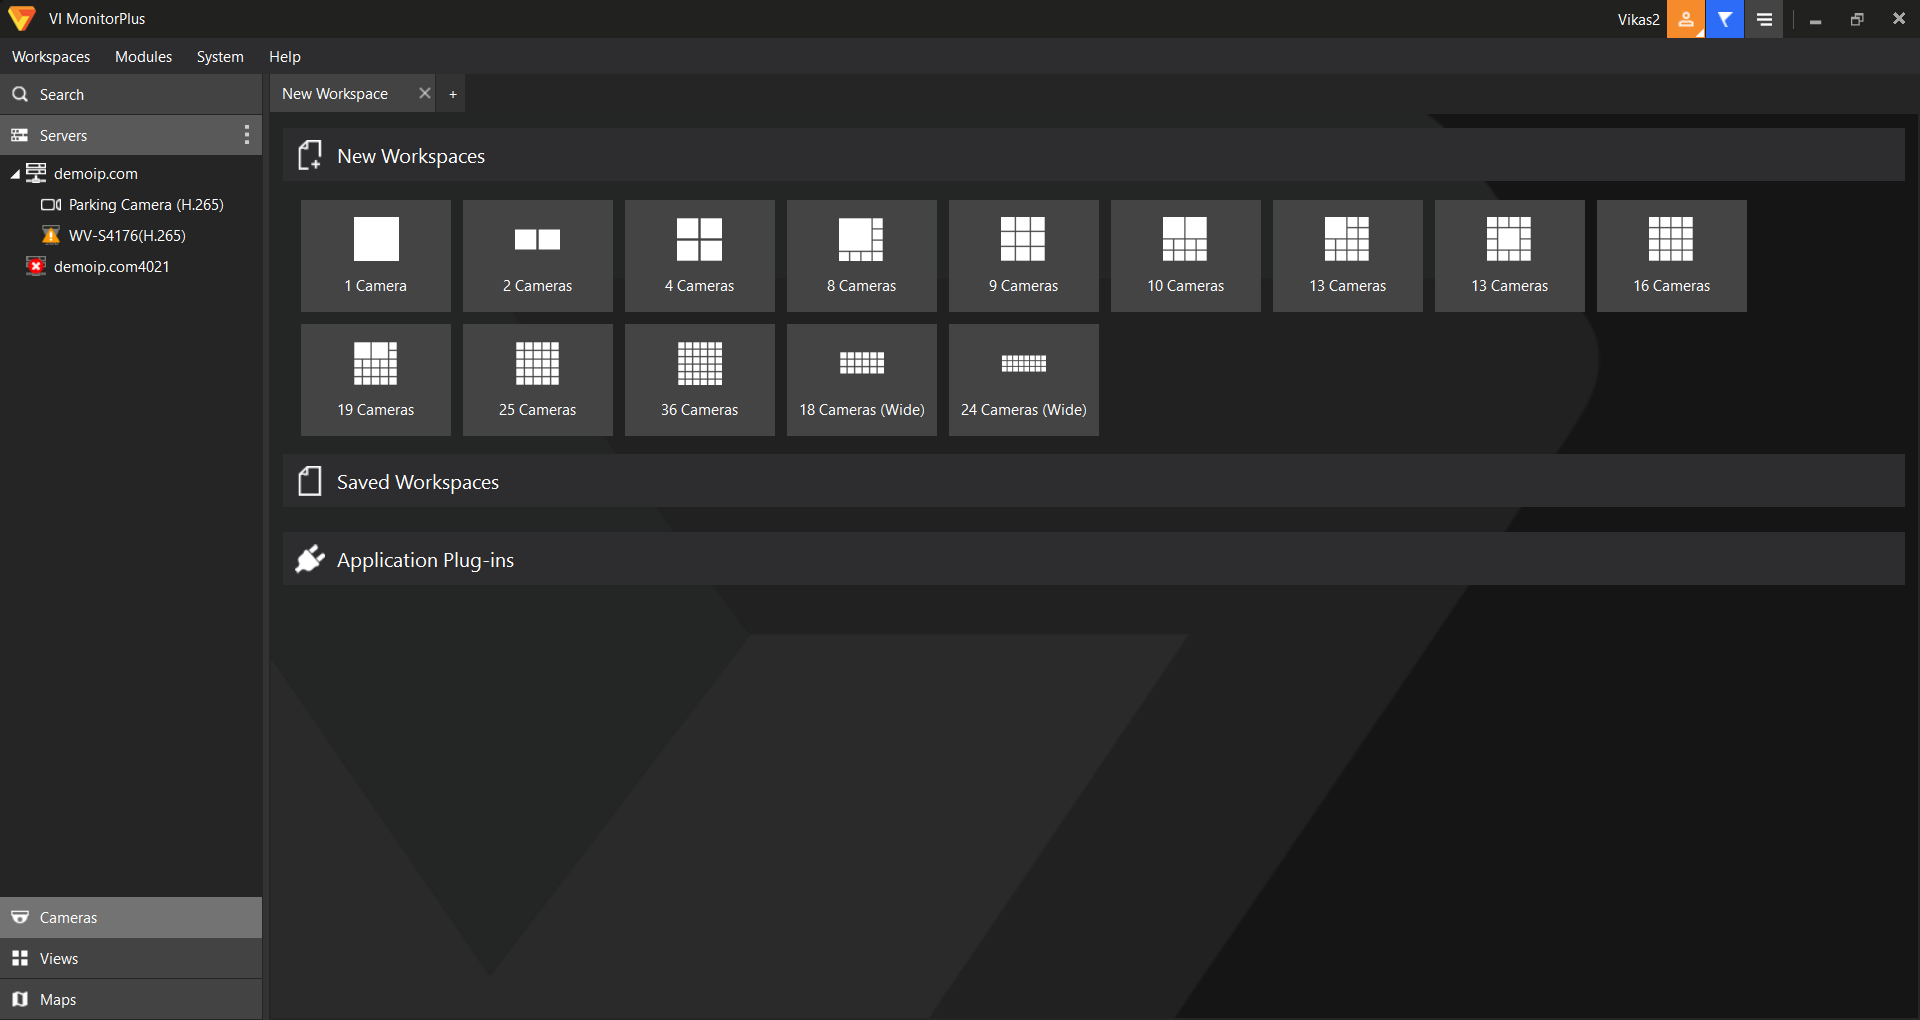 VI MonitorPlus
Vikas2
Workspaces Modules System Help
Search
New Workspace +
Servers
demoip.com
Parking Camera (H.265)
WV-S4176(H.265)
demoip.com4021
New Workspaces
1 Camera 2 Cameras 4 Cameras 8 Cameras 9 Cameras 10 Cameras 13 Cameras 13 Cameras 16 Cameras
19 Cameras 25 Cameras 36 Cameras 18 Cameras (Wide) 24 Cameras (Wide)
Saved Workspaces
Application Plug-ins
Cameras
Views
Maps